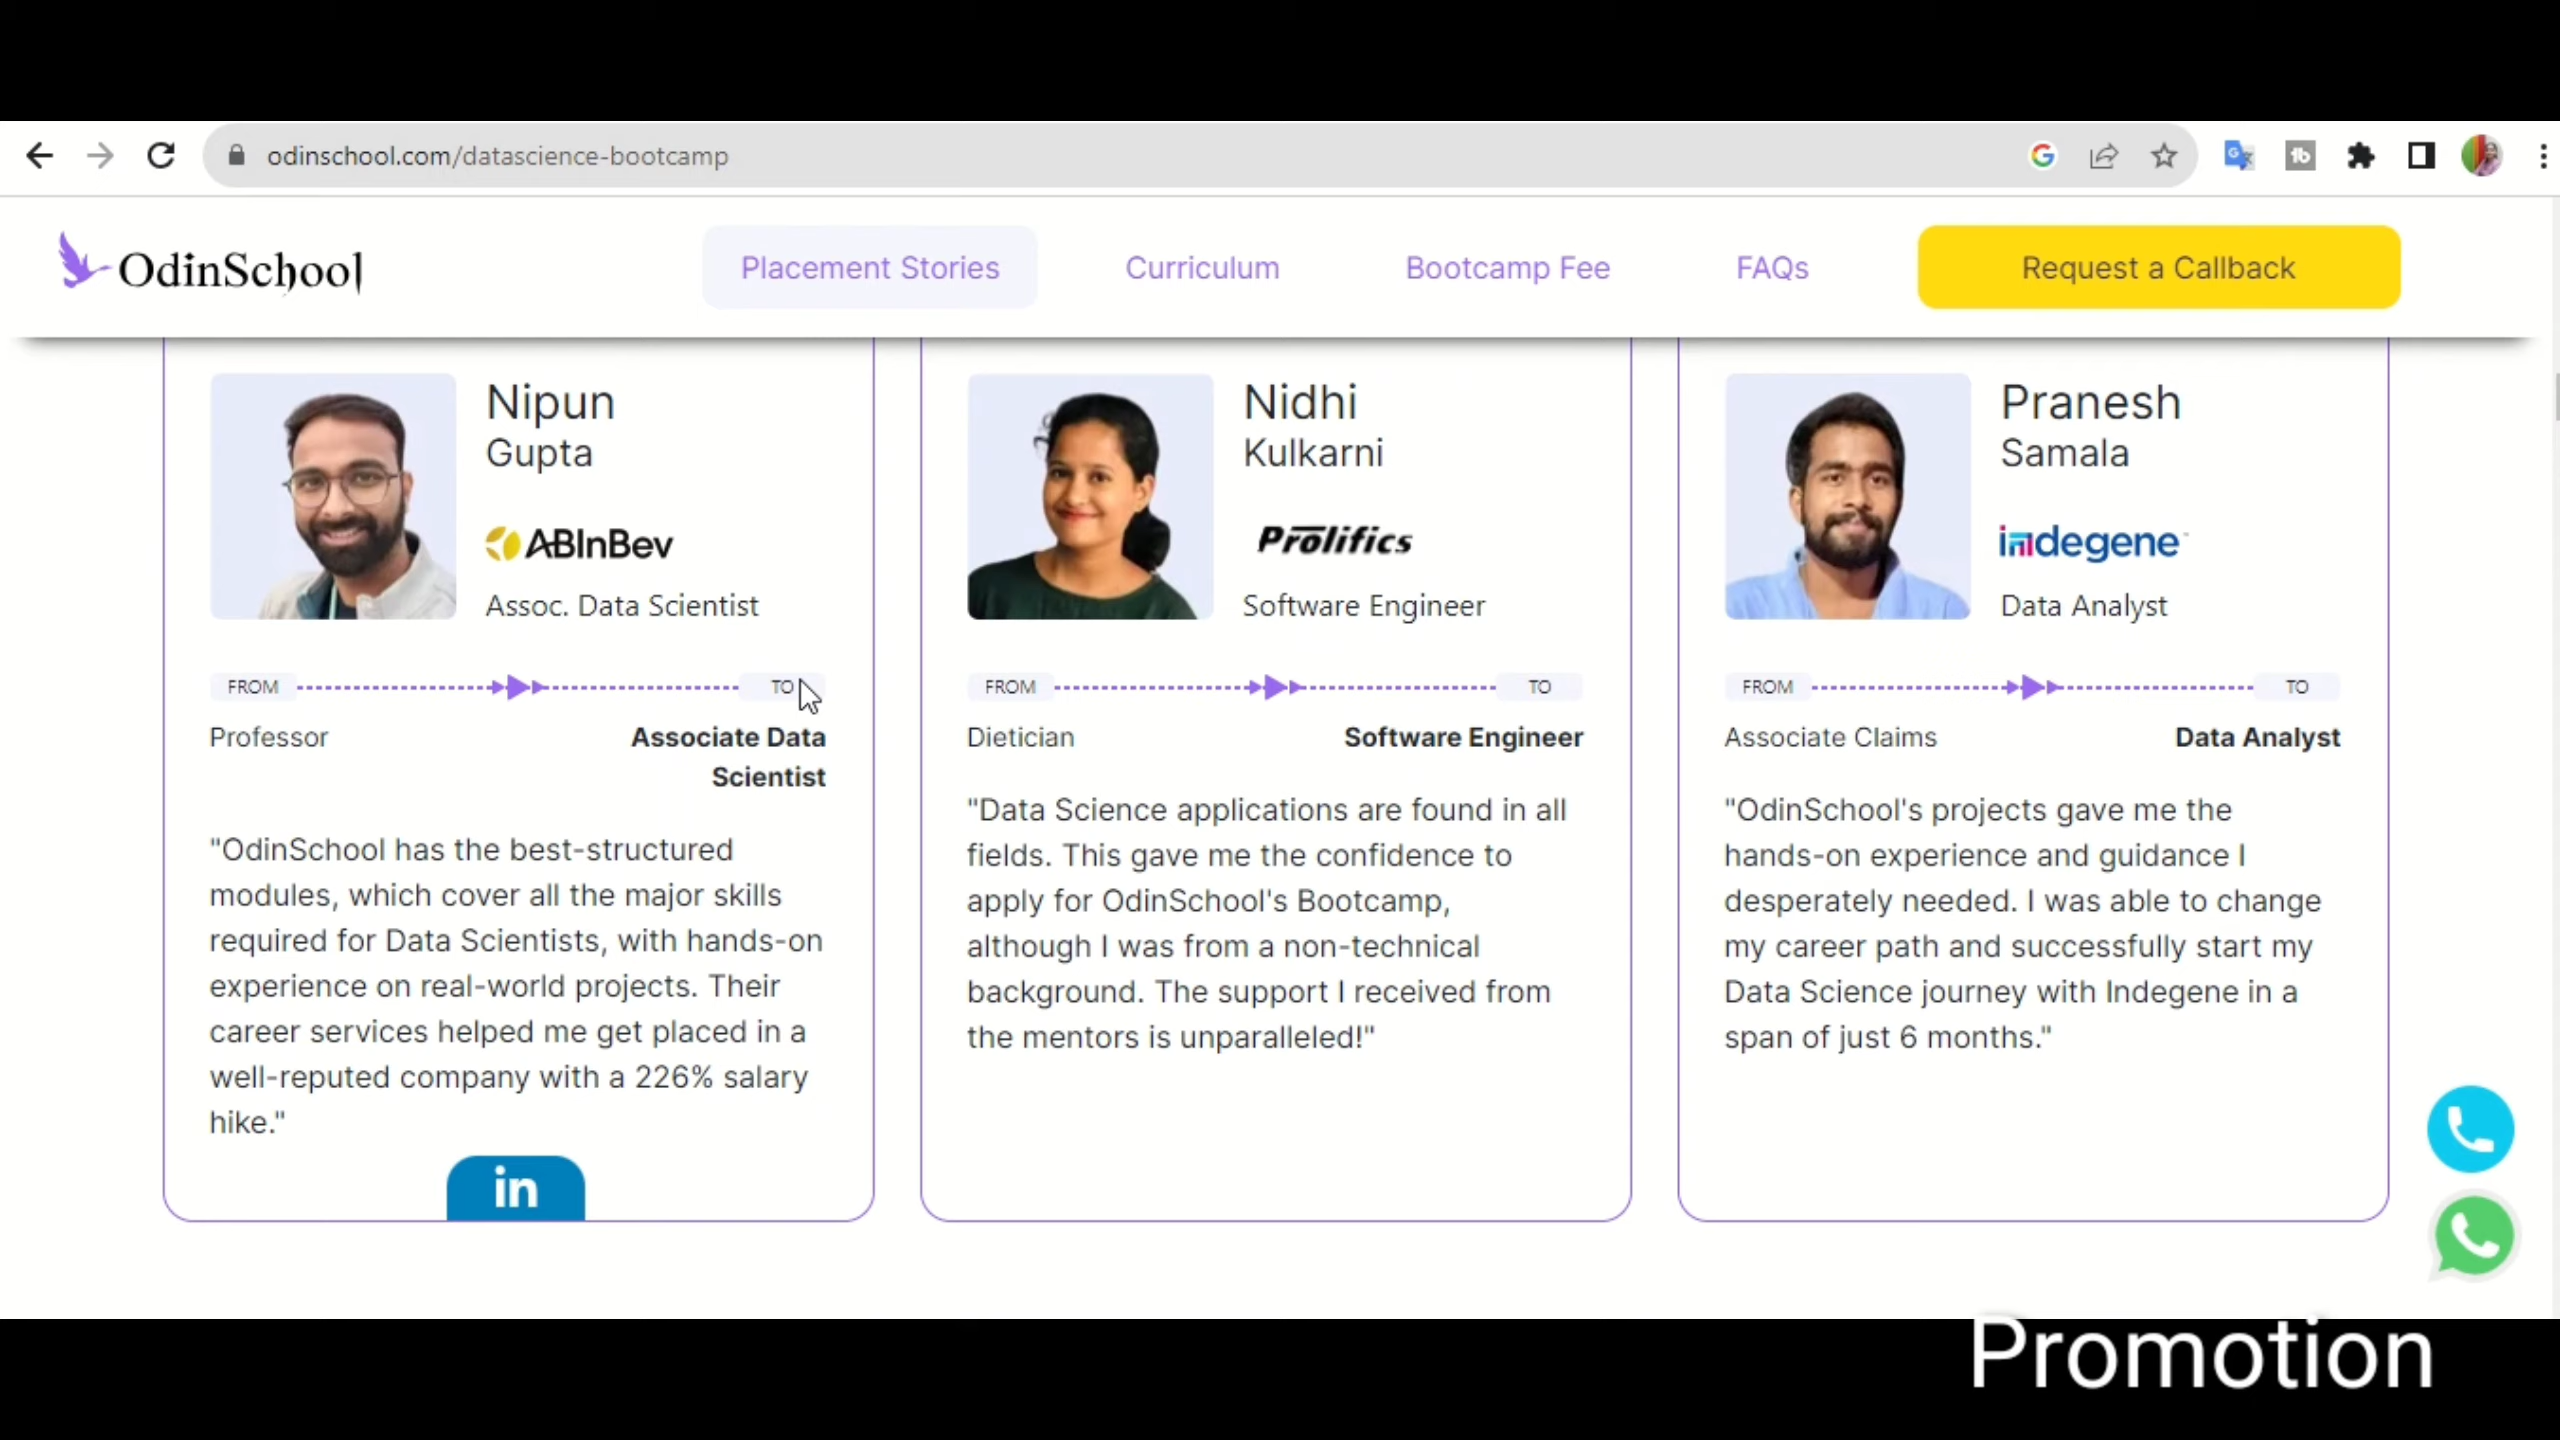 odinschool.com/datascience-bootcamp
OdinSchool
Placement Stories
Curriculum
Bootcamp Fee
FAQs
Request a Callback
Nipun
Gupta
ABInBev
Assoc. Data Scientist
FROM
TO
Professor
Associate Data
Scientist
"OdinSchool has the best-structured
modules, which cover all the major skills
required for Data Scientists, with hands-on
experience on real-world projects. Their
career services helped me get placed in a
well-reputed company with a 226% salary
hike."
in
Nidhi
Kulkarni
Prolifics
Software Engineer
FROM
TO
Dietician
Software Engineer
"Data Science applications are found in all
fields. This gave me the confidence to
apply for OdinSchool's Bootcamp,
although I was from a non-technical
background. The support I received from
the mentors is unparalleled!"
Pranesh
Samala
indegene
Data Analyst
FROM
TO
Associate Claims
Data Analyst
"OdinSchool's projects gave me the
hands-on experience and guidance I
desperately needed. I was able to change
my career path and successfully start my
Data Science journey with Indegene in a
span of just 6 months."
Promotion